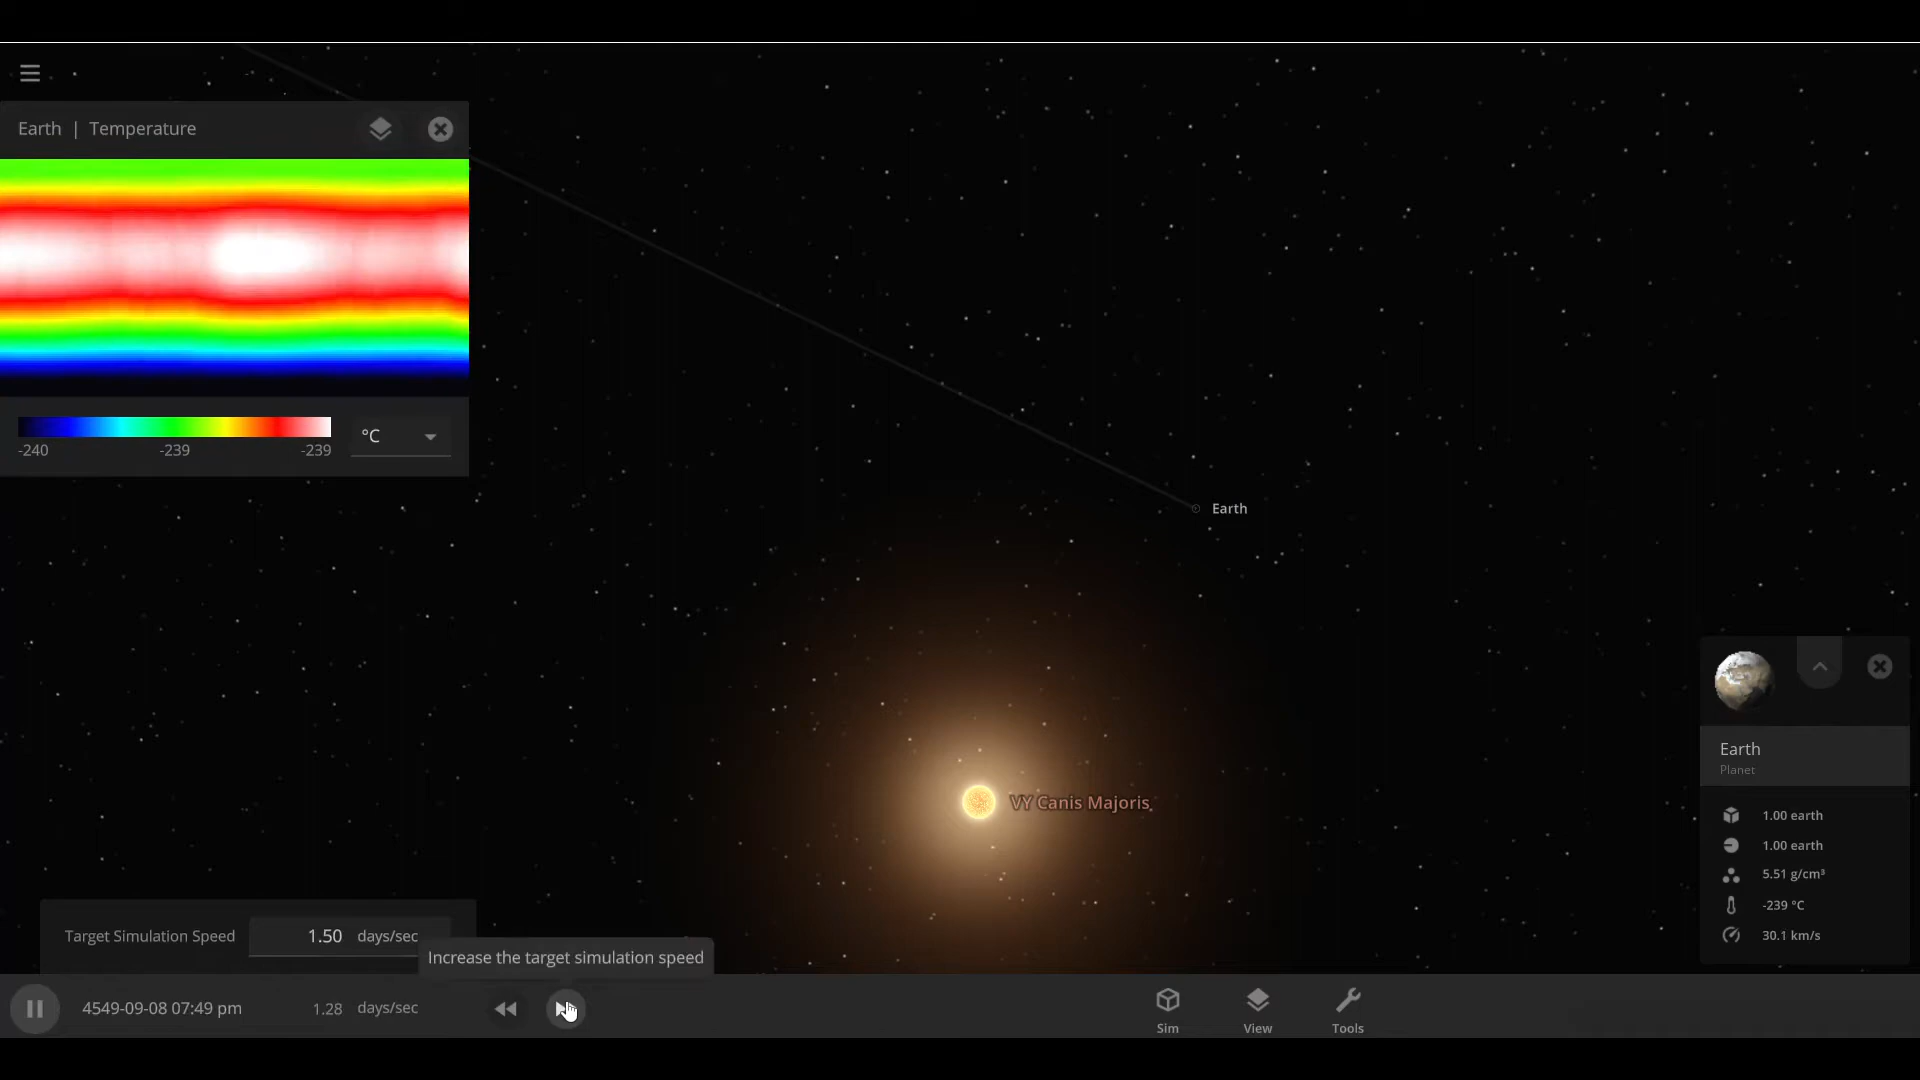 Earth | Temperature
-240 -239 -239
°C
Earth
VY Canis Majoris
Earth
Planet
1.00 earth
1.00 earth
5.51 g/cm³
-239 °C
30.1 km/s
Target Simulation Speed 1.50 days/sec
Increase the target simulation speed
4549-09-08 07:49 pm 1.28 days/sec
Sim View Tools